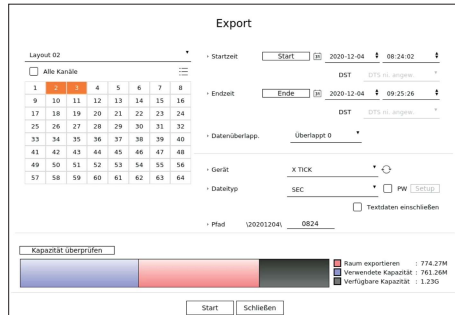 Export
Layout 02
Alle Kanäle
1 2 3 4 5 6 7 8
9 10 11 12 13 14 15 16
17 18 19 20 21 22 23 24
25 26 27 28 29 30 31 32
33 34 35 36 37 38 39 40
41 42 43 44 45 46 47 48
49 50 51 52 53 54 55 56
57 58 59 60 61 62 63 64
Startzeit Start 2020-12-04 08:24:02
DST DTS ni. angew.
Endzeit Ende 2020-12-04 09:25:26
DST DTS ni. angew.
Datenüberlapp. Überlappt 0
Gerät X TICK
Dateityp SEC PW Setup
Textdaten einschließen
Pfad \20201204\ 0824
Kapazität überprüfen
Raum exportieren : 774.27M
Verwendete Kapazität : 761.26M
Verfügbare Kapazität : 1.23G
Start Schließen